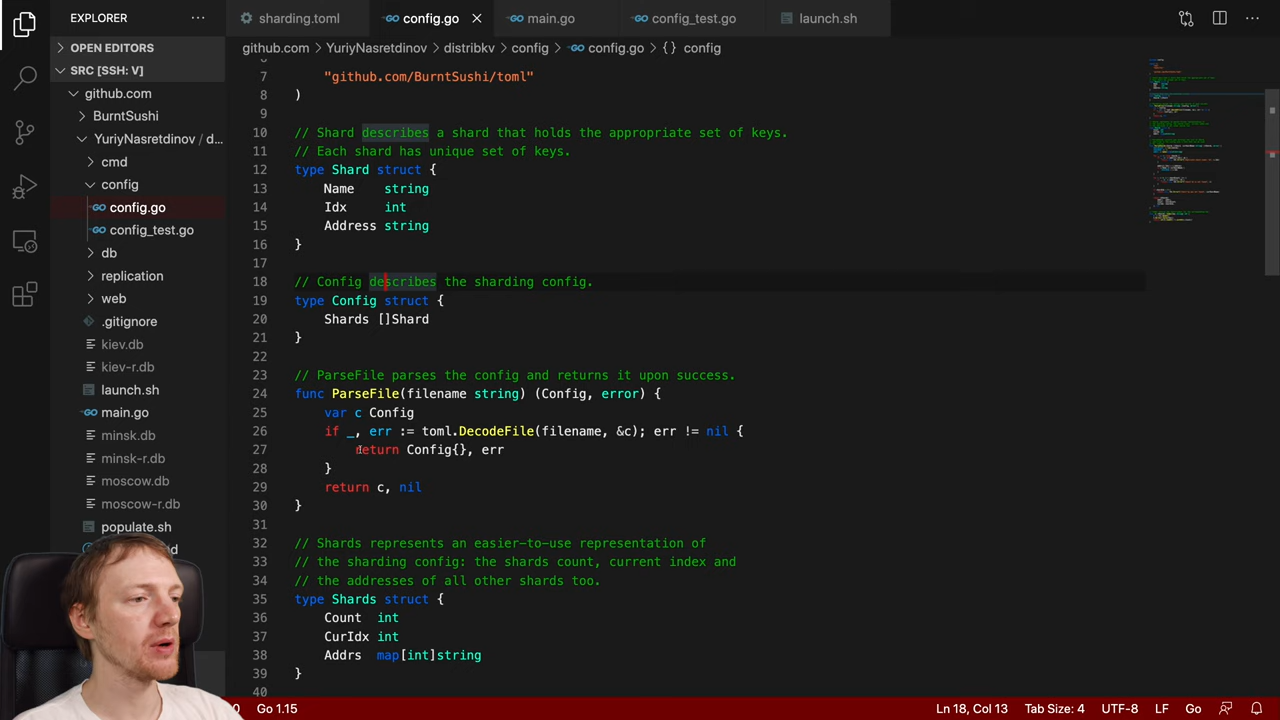 EXPLORER
sharding.toml
config.go
main.go
config_test.go
launch.sh
OPEN EDITORS
SRC [SSH: V]
github.com
BurntSushi
YuriyNasretdinov / d...
cmd
config
config.go
config_test.go
db
replication
web
.gitignore
kiev.db
kiev-r.db
launch.sh
main.go
minsk.db
minsk-r.db
moscow.db
moscow-r.db
populate.sh
github.com > YuriyNasretdinov > distribkv > config > config.go > {} config
7 "github.com/BurntSushi/toml"
8 )
9
10 // Shard describes a shard that holds the appropriate set of keys.
11 // Each shard has unique set of keys.
12 type Shard struct {
13 Name string
14 Idx int
15 Address string
16 }
17
18 // Config describes the sharding config.
19 type Config struct {
20 Shards []Shard
21 }
22
23 // ParseFile parses the config and returns it upon success.
24 func ParseFile(filename string) (Config, error) {
25 var c Config
26 if _, err := toml.DecodeFile(filename, &c); err != nil {
27 return Config{}, err
28 }
29 return c, nil
30 }
31
32 // Shards represents an easier-to-use representation of
33 // the sharding config: the shards count, current index and
34 // the addresses of all other shards too.
35 type Shards struct {
36 Count int
37 CurIdx int
38 Addrs map[int]string
39 }
40
0 Go 1.15 Ln 18, Col 13 Tab Size: 4 UTF-8 LF Go